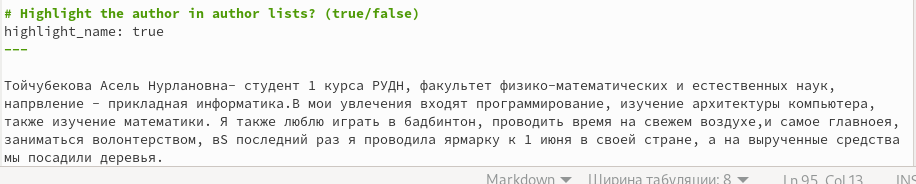 # Highlight the author in author lists? (true/false)
highlight_name: true
---
Тойчубекова Асель Нурлановна- студент 1 курса РУДН, факультет физико-математических и естественных наук,
напрвление - прикладная информатика.В мои увлечения входят программирование, изучение архитектуры компьютера,
также изучение математики. Я также люблю играть в бадбинтон, проводить время на свежем воздухе,и самое главноея,
заниматься волонтерством, вS последний раз я проводила ярмарку к 1 июня в своей стране, а на вырученные средства
мы посадили деревья.
Markdown Ширина табуляции: 8 Ln 95, Col 13 INS